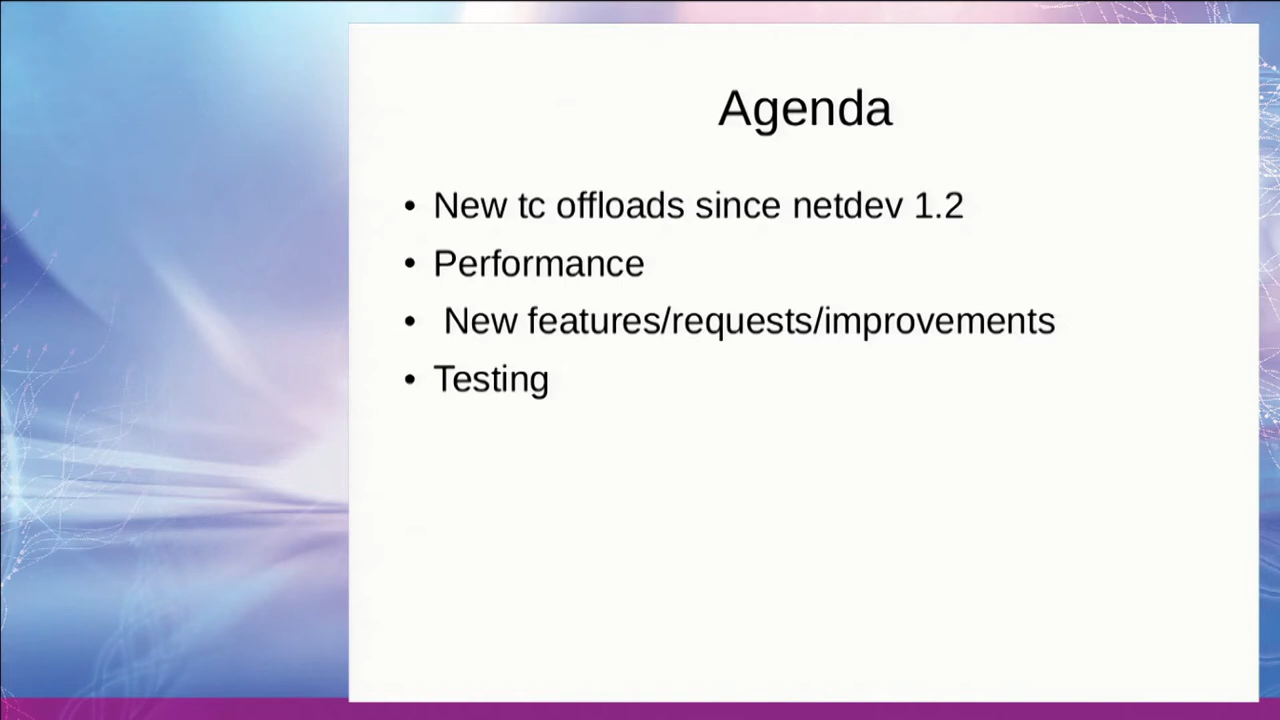 Agenda
• New tc offloads since netdev 1.2
• Performance
• New features/requests/improvements
• Testing